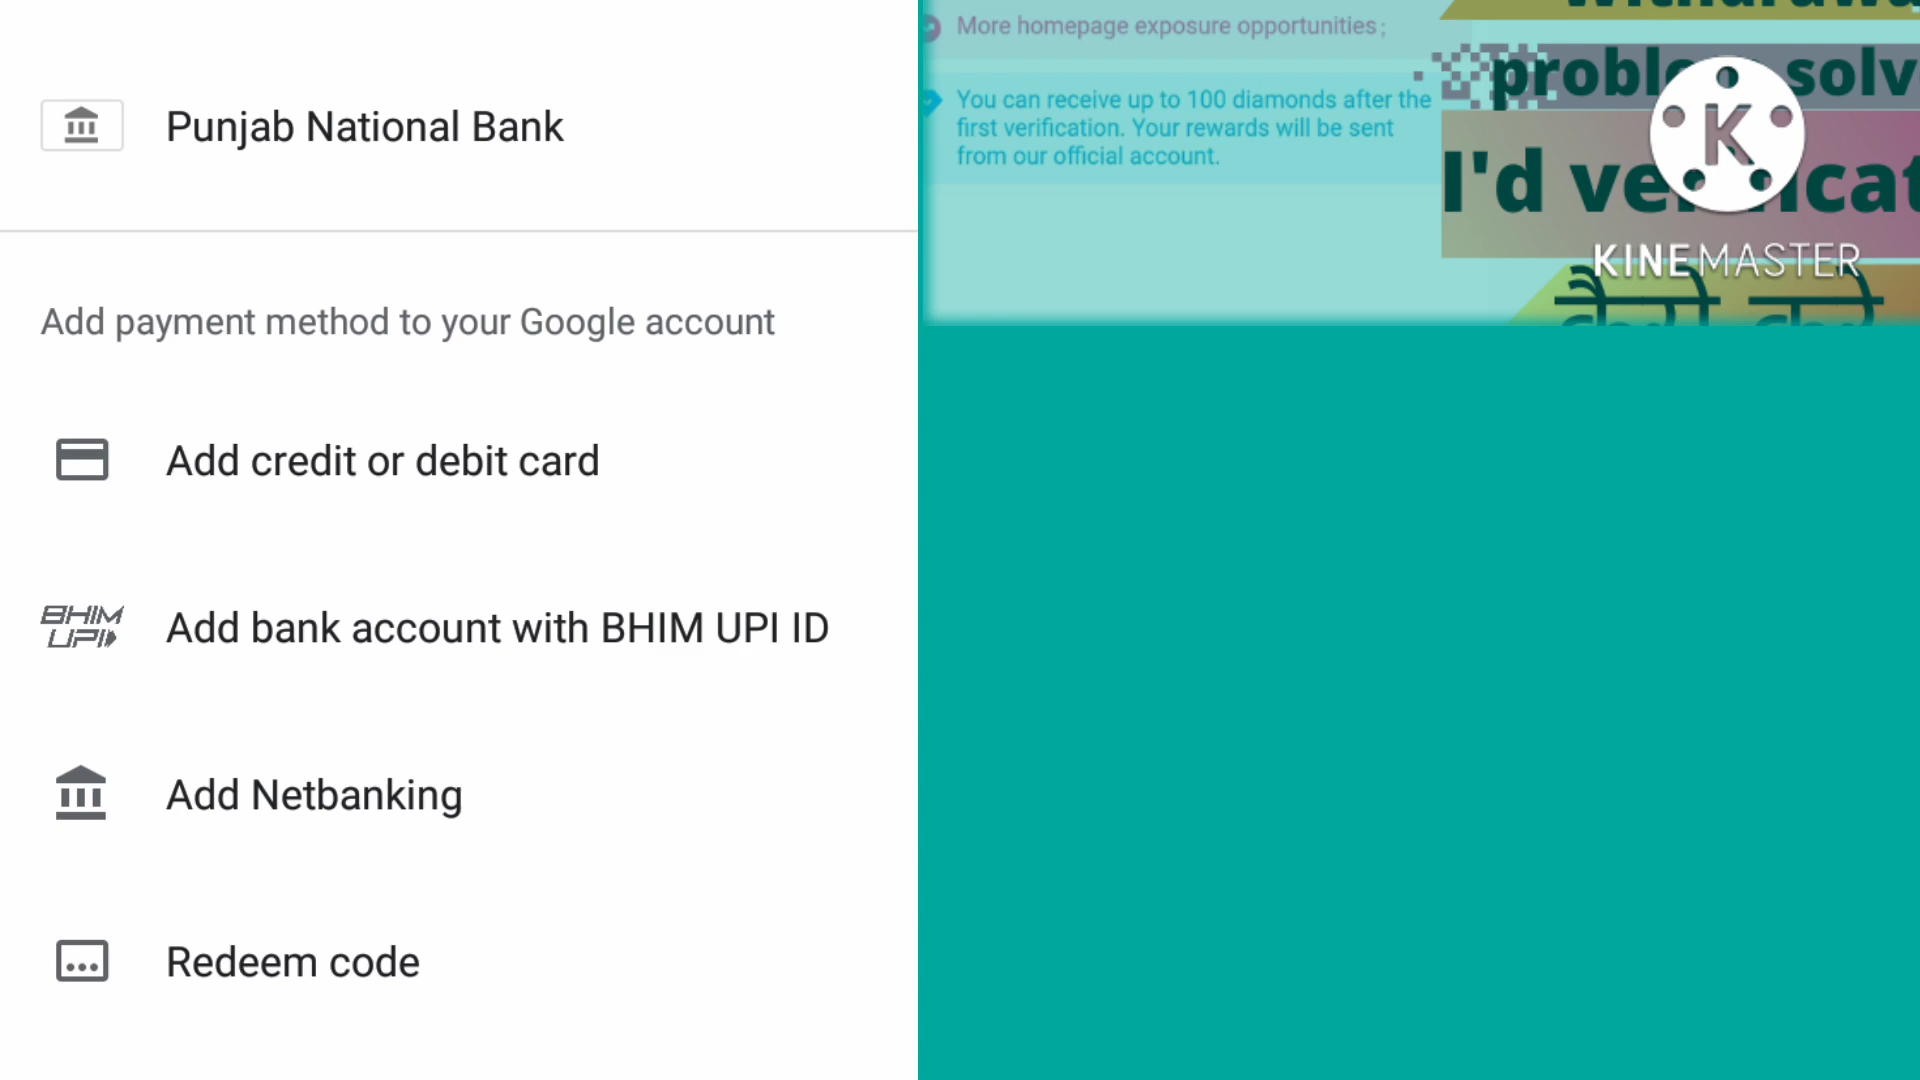 Punjab National Bank
Add payment method to your Google account
Add credit or debit card
BHIM
UPI
Add bank account with BHIM UPI ID
Add Netbanking
Redeem code
More homepage exposure opportunities;
You can receive up to 100 diamonds after the
first verification. Your rewards will be sent
from our official account.
solv
I'd
K
KINEMASTER